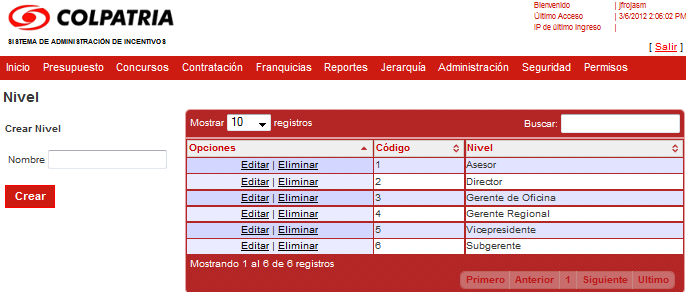 COLPATRIA
SISTEMA DE ADMINISTRACIÓN DE INCENTIVOS
Bienvenido | jfrojasm
Último Acceso | 3/6/2012 2:06:02 PM
IP de último Ingreso |
[ Salir ]
Inicio Presupuesto Concursos Contratación Franquicias Reportes Jerarquía Administración Seguridad Permisos
Nivel
Crear Nivel
Nombre
Crear
Mostrar 10 registros Buscar:
Opciones Código Nivel
Editar | Eliminar 1 Asesor
Editar | Eliminar 2 Director
Editar | Eliminar 3 Gerente de Oficina
Editar | Eliminar 4 Gerente Regional
Editar | Eliminar 5 Vicepresidente
Editar | Eliminar 6 Subgerente
Mostrando 1 al 6 de 6 registros
Primero Anterior 1 Siguiente Ultimo